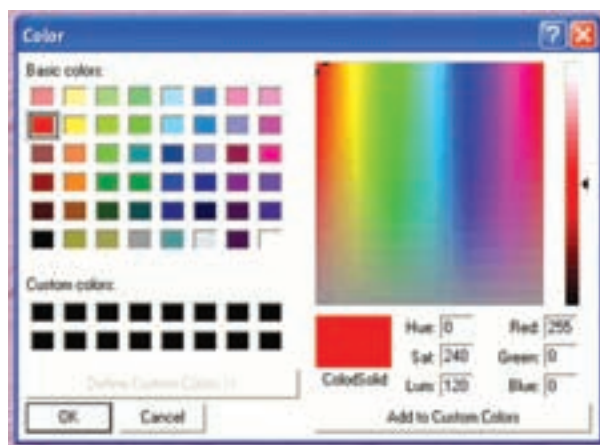 Color
Basic colors:
Custom colors:
Define Custom Colors >>
OK
Cancel
Hue: 0
Sat: 240
Lum: 120
Red: 255
Green: 0
Blue: 0
Color|Solid
Add to Custom Colors